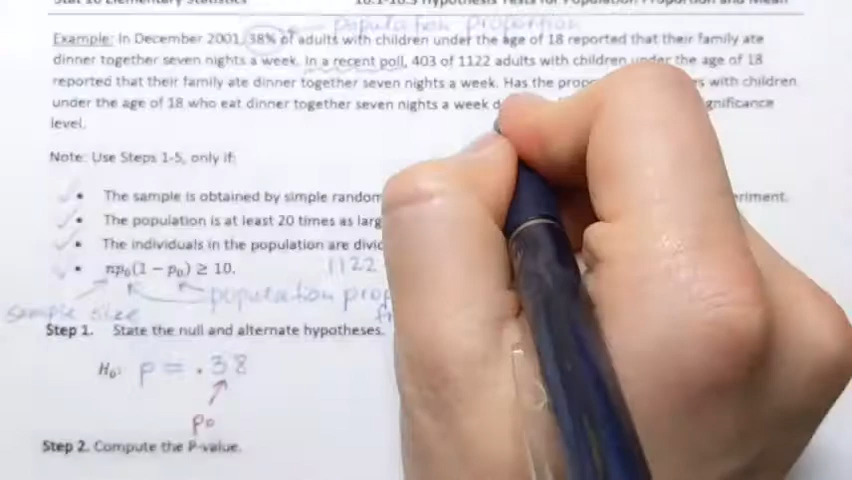 Stat 10 Elementary Statistics 10.1-10.3 Hypothesis Tests for Population Proportion and Mean
population proportion
Example: In December 2001, 38% of adults with children under the age of 18 reported that their family ate
dinner together seven nights a week. In a recent poll, 403 of 1122 adults with children under the age of 18
reported that their family ate dinner together seven nights a week. Has the with children
under the age of 18 who eat dinner together seven nights a week
level.
Note: Use Steps 1-5, only if:
• The sample is obtained by simple random
• The population is at least 20 times as
• The individuals in the population are
• np₀(1 − p₀) ≥ 10. 1122
population
sample size
Step 1. State the null and alternate hypotheses.
H₀: p = .38
p₀
Step 2. Compute the P-value.